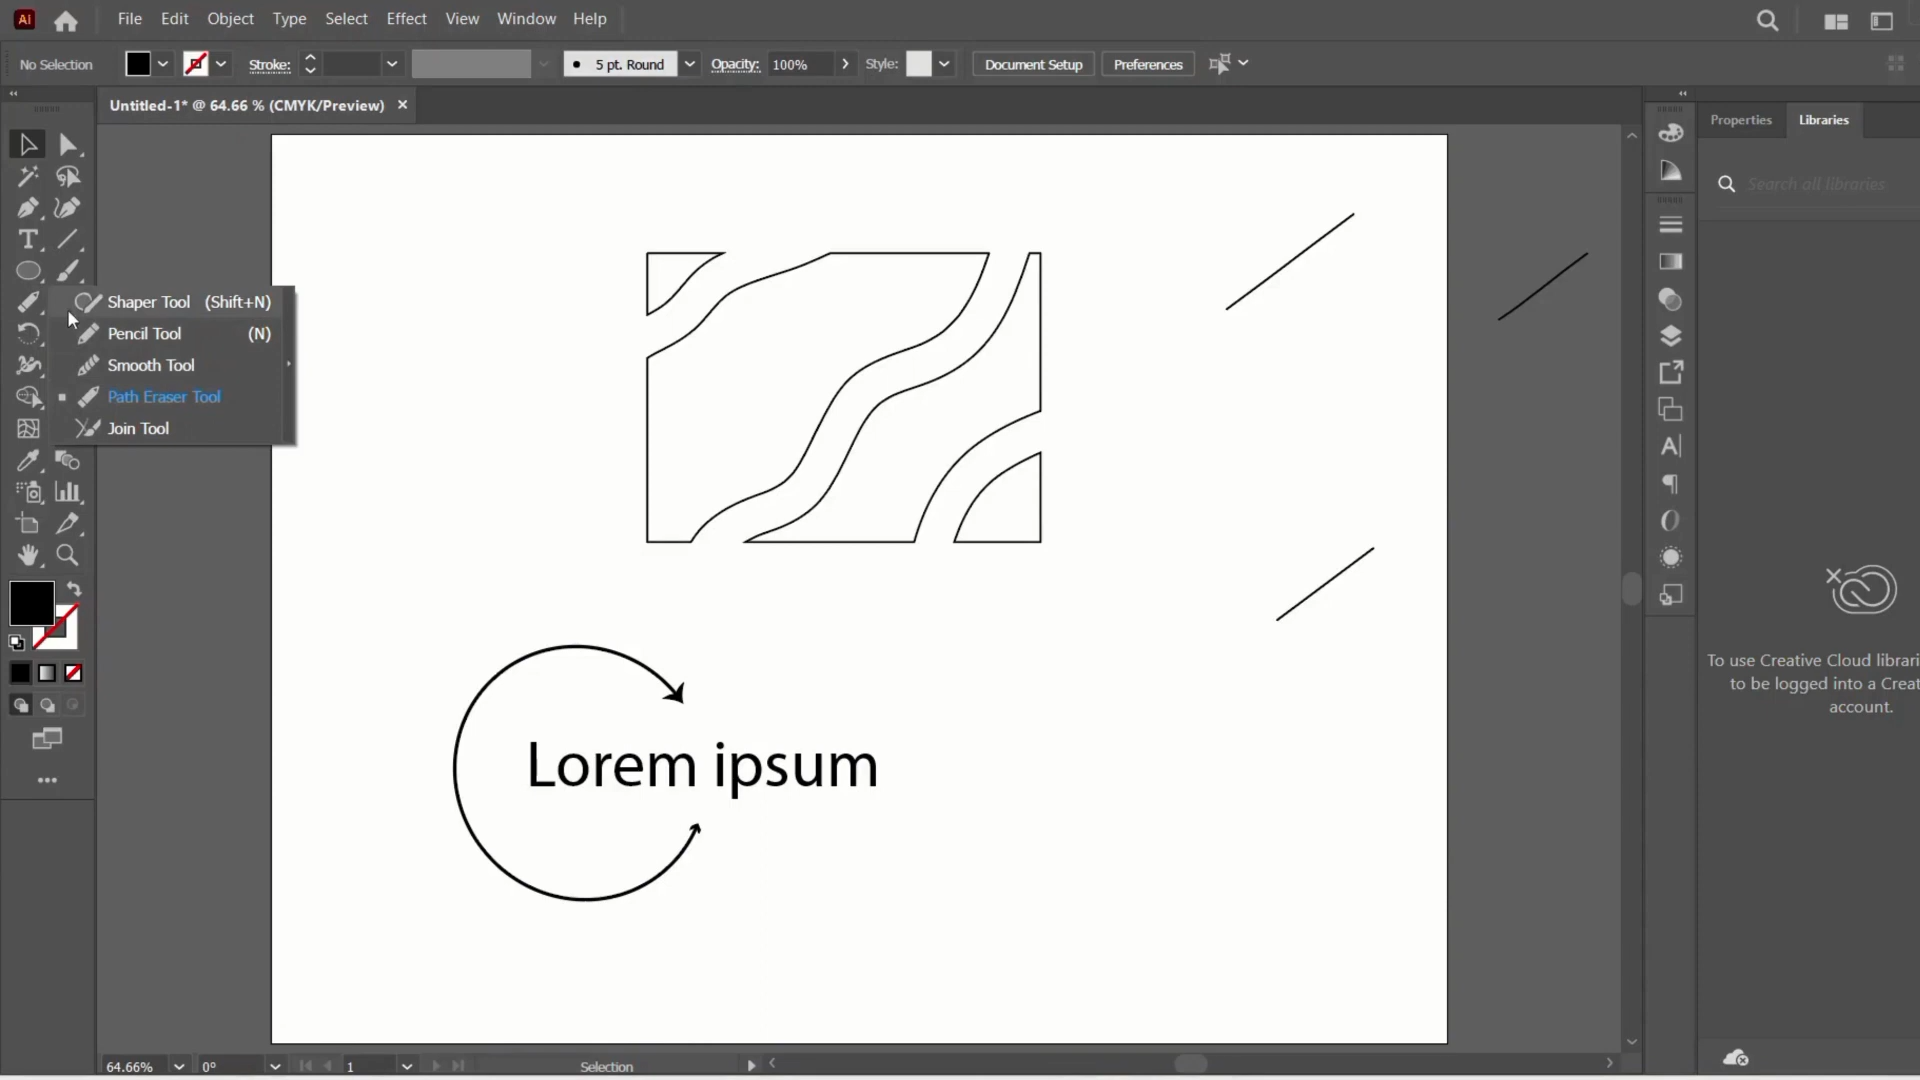 Ai File Edit Object Type Select Effect View Window Help
No Selection Stroke: 5 pt. Round Opacity: 100% Style: Document Setup Preferences
Untitled-1* @ 64.66 % (CMYK/Preview)
Properties Libraries
Search all libraries
Shaper Tool (Shift+N)
Pencil Tool (N)
Smooth Tool
Path Eraser Tool
Join Tool
Lorem ipsum
To use Creative Cloud librari
to be logged into a Creat
account.
64.66% 0° 1 Selection